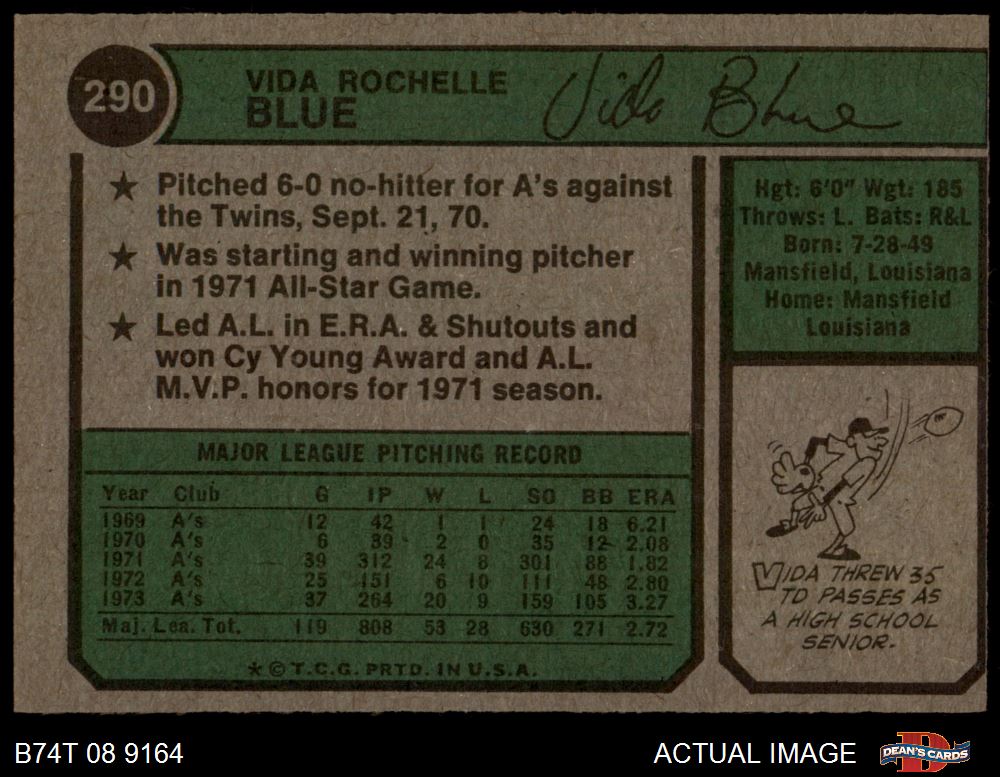 290
VIDA ROCHELLE
BLUE
Vida Blue
★ Pitched 6-0 no-hitter for A's against
the Twins, Sept. 21, 70.
★ Was starting and winning pitcher
in 1971 All-Star Game.
★ Led A.L. in E.R.A. & Shutouts and
won Cy Young Award and A.L.
M.V.P. honors for 1971 season.
MAJOR LEAGUE PITCHING RECORD
Year Club G IP W L SO BB ERA
1969 A's 12 42 1 1 24 18 6.21
1970 A's 6 39 2 0 35 12 2.08
1971 A's 39 312 24 8 301 88 1.82
1972 A's 25 151 6 10 111 48 2.80
1973 A's 37 264 20 9 159 105 3.27
Maj. Lea. Tot. 119 808 53 28 630 271 2.72
★ © T.C.G. PRTD. IN U.S.A.
Hgt: 6'0" Wgt: 185
Throws: L. Bats: R&L
Born: 7-28-49
Mansfield, Louisiana
Home: Mansfield
Louisiana
VIDA THREW 35
TD PASSES AS
A HIGH SCHOOL
SENIOR.
B74T 08 9164
ACTUAL IMAGE
DEAN'S CARDS